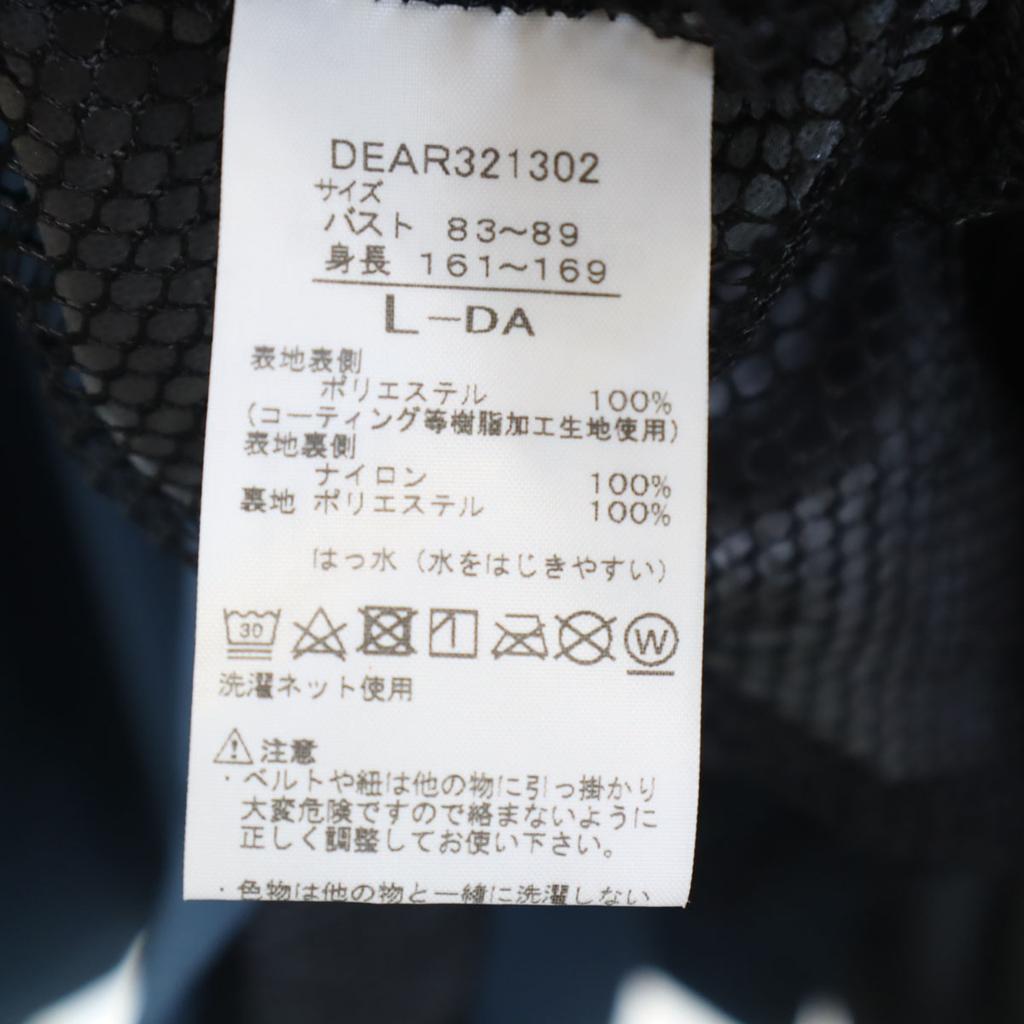 DEAR321302
サイズ
バスト 83〜89
身長 161〜169
L-DA
表地表側
ポリエステル 100%
(コーティング等樹脂加工生地使用)
表地裏側
ナイロン 100%
裏地 ポリエステル 100%
はっ水(水をはじきやすい)
30
W
洗濯ネット使用
注意
・ベルトや紐は他の物に引っ掛かり
大変危険ですので絡まないように
正しく調整してお使い下さい。
・色物は他の物と一緒に洗濯しない